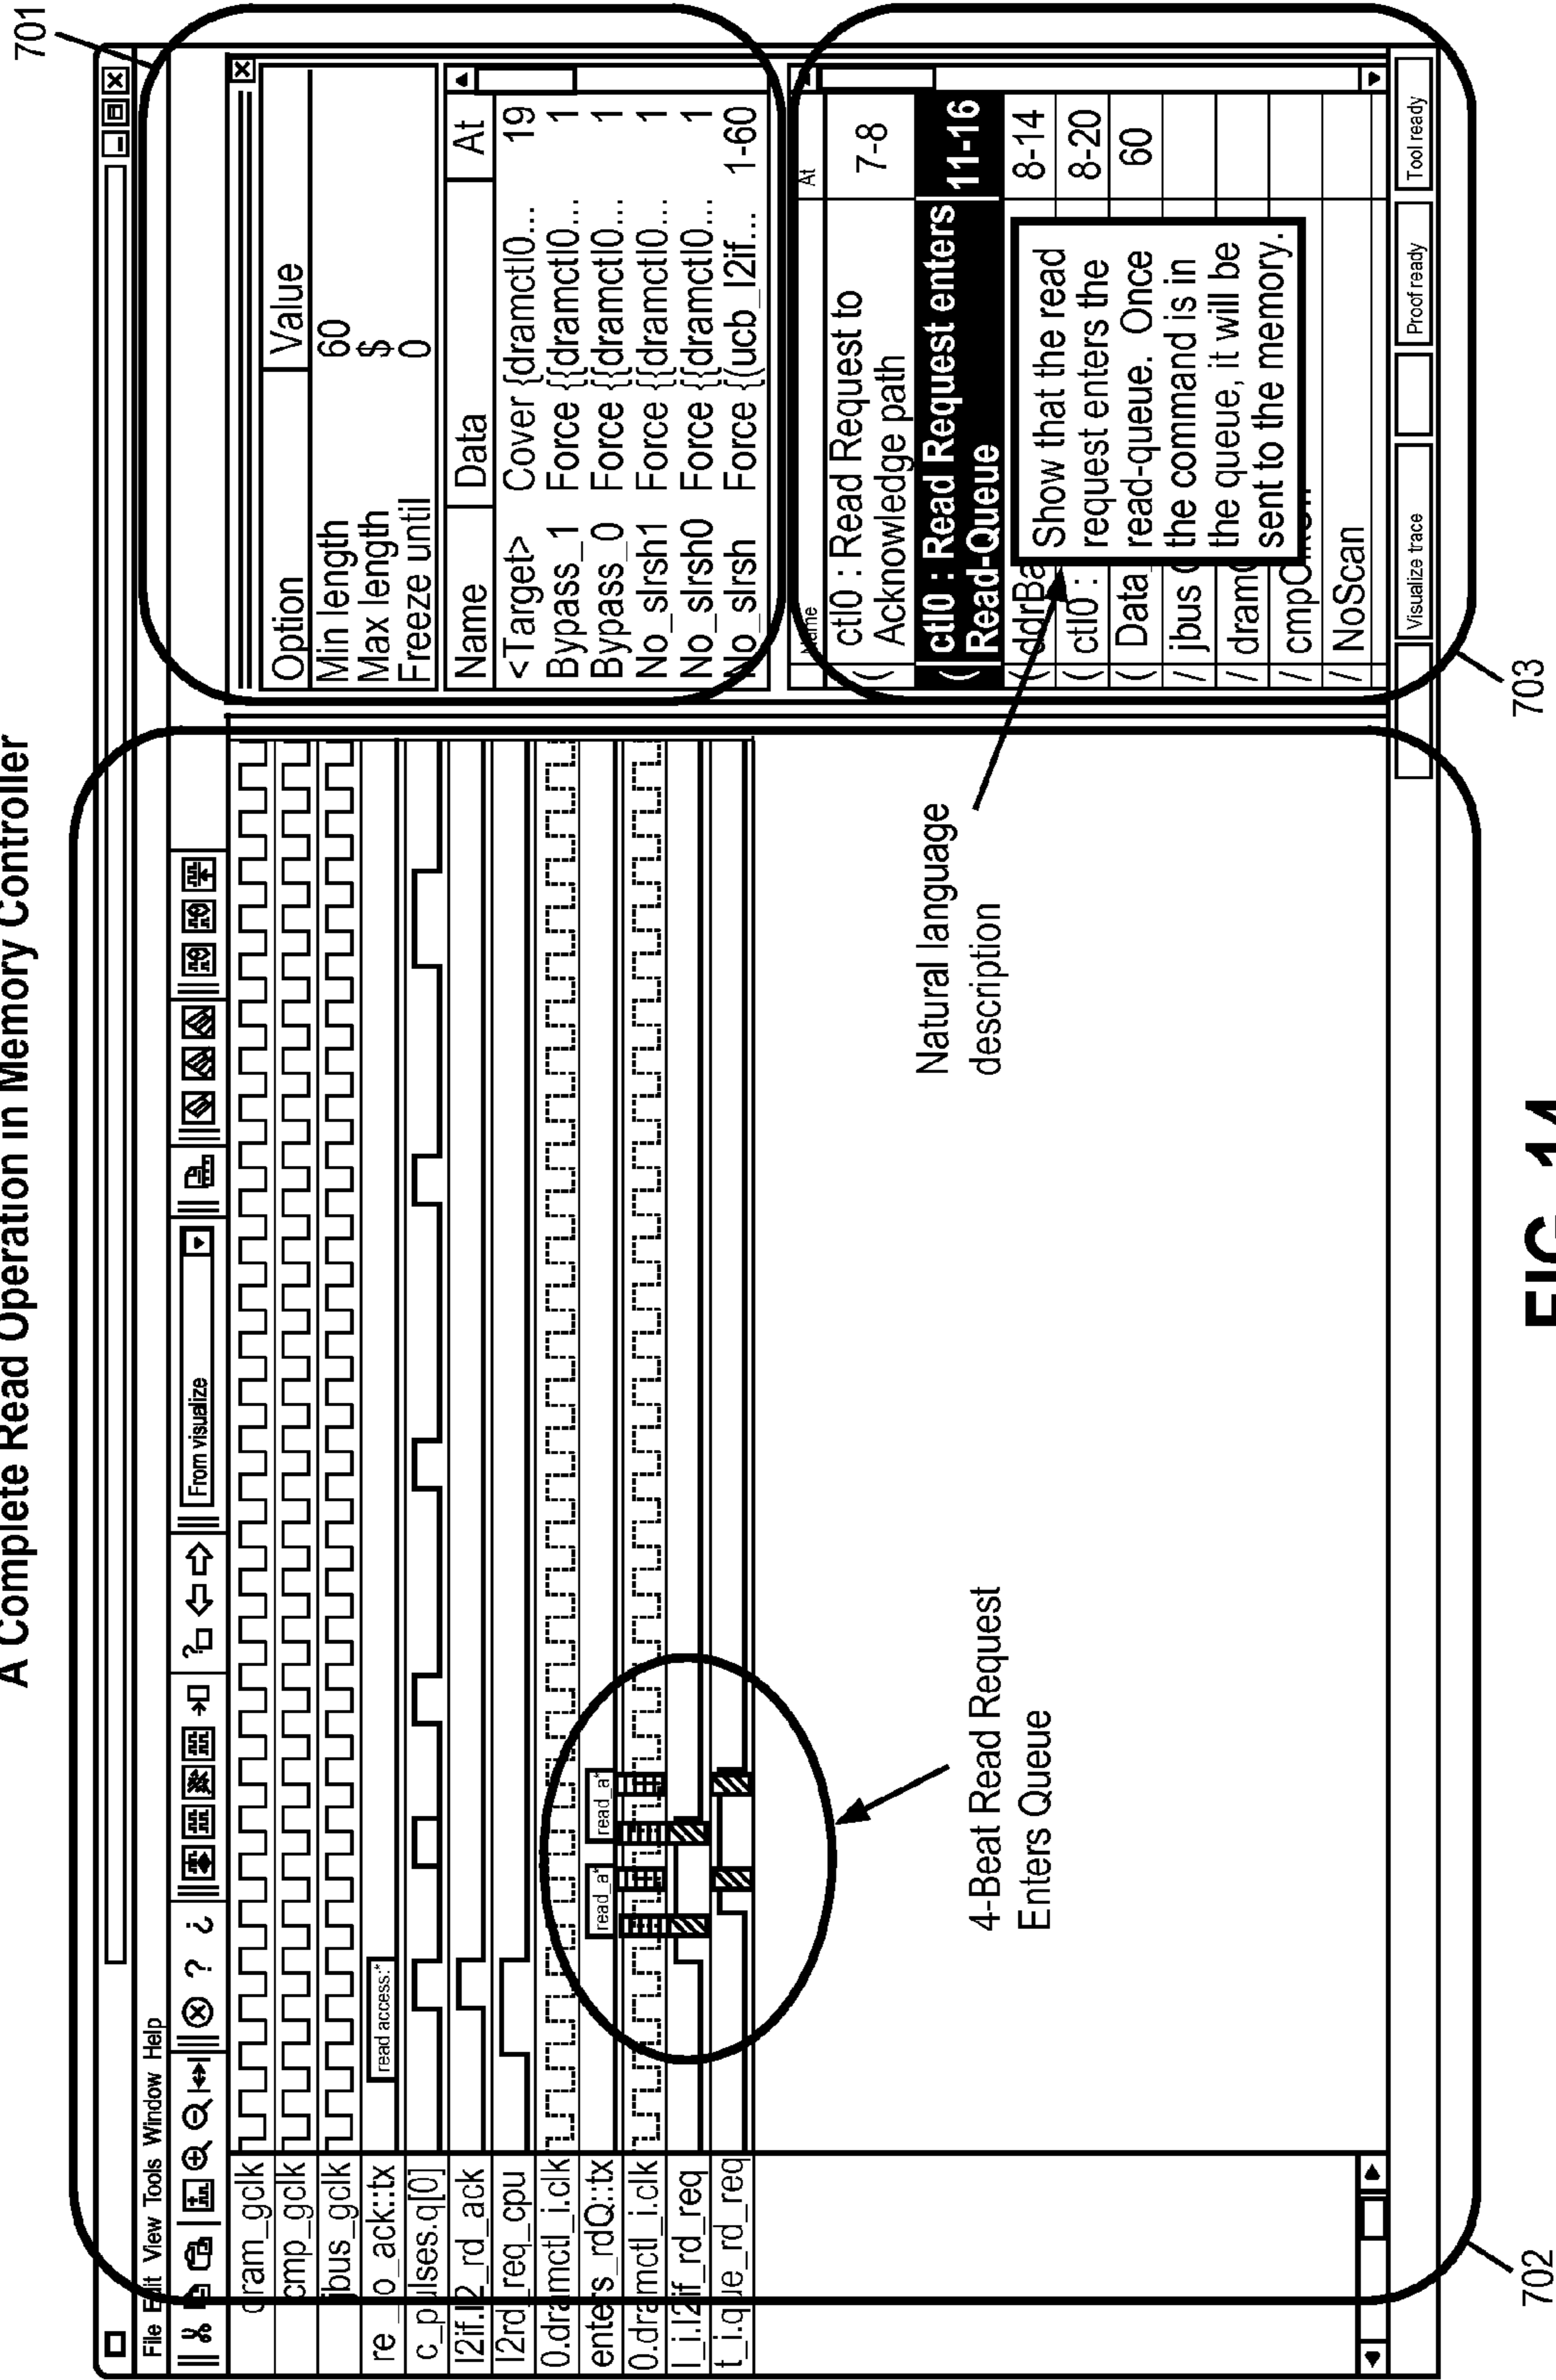 A Complete Read Operation in Memory Controller
701
File Edit View Tools Window Help
From visualize
cmp_gclk
jbus_gclk
l2rd_req_cpu
0.dramctl_i.clk
enters_rdQ::tx
0.dramctl_i.clk
read access:*
read_a*
read_a*
4-Beat Read Request
Enters Queue
Natural language
description
Option Value
Min length 60
Max length $
Freeze until 0
Name Data At
<Target> Cover {dramctl0... 19
Bypass_1 Force {{dramctl0... 1
Bypass_0 Force {{dramctl0... 1
No_slrsh1 Force {{dramctl0... 1
No_slrsh0 Force {{dramctl0... 1
No_slrsh Force {(ucb_l2if... 1-60
Name At
( ctl0 : Read Request to 7-8
Acknowledge path
( ctl0 : Read Request enters 11-16
Read-Queue
( ddrBa 8-14
( ctl0 : 8-20
( Data_ 60
/ jbus
/ dram
/ NoScan
Show that the read
request enters the
read-queue. Once
the command is in
the queue, it will be
sent to the memory.
Visualize trace Proof ready Tool ready
702
703
FIG. 14